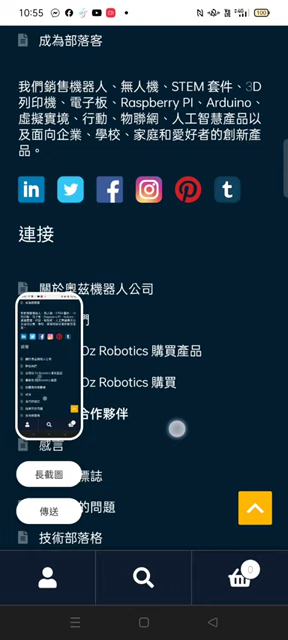 10:55
100
成為部落客
我們銷售機器人、無人機、STEM 套件、3D
列印機、電子板、Raspberry PI、Arduino、
虛擬實境、行動、物聯網、人工智慧產品以
及面向企業、學校、家庭和愛好者的創新產
品。
連接
關於奧茲機器人公司
們
Oz Robotics 購買產品
Oz Robotics 購買
合作夥伴
感言
長截圖
標誌
傳送
的問題
技術部落格
0